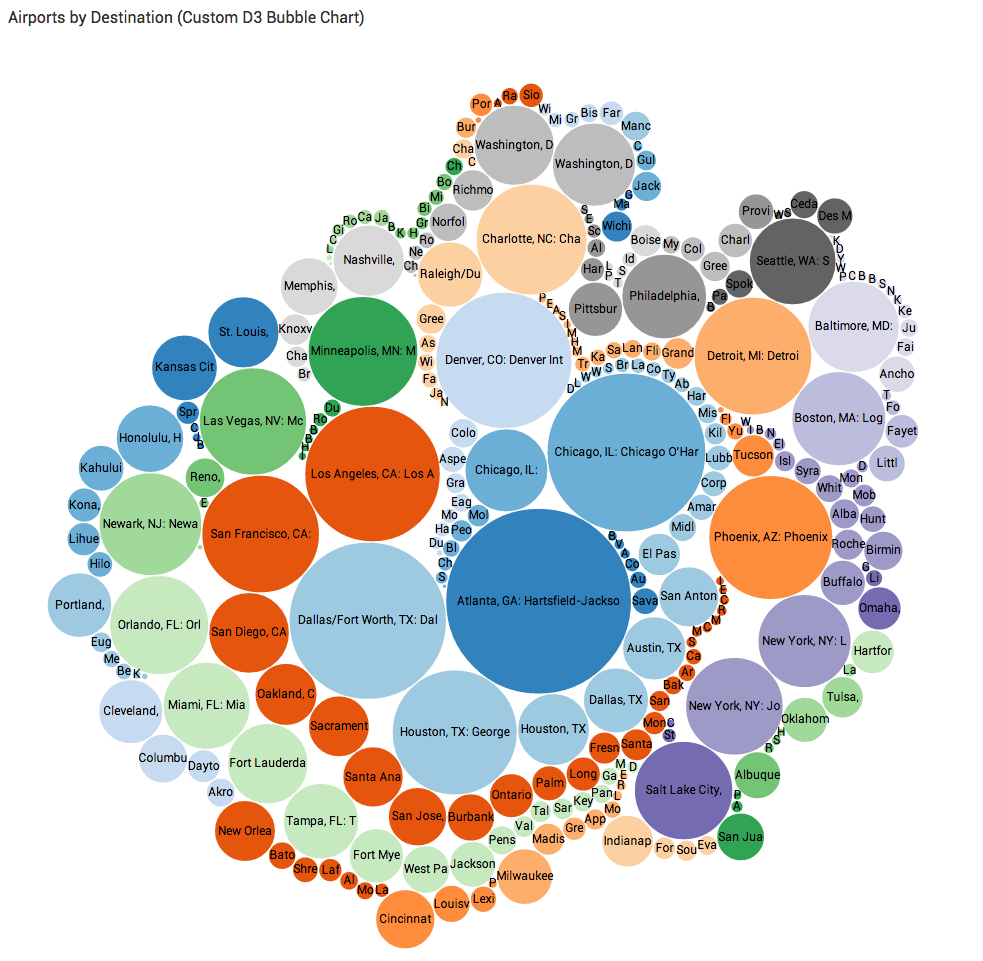 Airports by Destination (Custom D3 Bubble Chart)
Por
A
Ra
Sio
Wi
Mi
Gr
Bis
Far
Manc
Bur
Cha
C
Washington, D
Washington, D
C
Gul
Jack
G
Ma
Wich
Ch
Bo
Mi
Bi
Gr
Richmo
Norfol
Charlotte, NC: Cha
S
E
Sc
Al
Har
L
P
S
T
Id
Boise
My
Col
Charl
Provi
W
S
Ceda
Des M
Ro
Ca
Ja
B
K
H
Gi
C
L
Ro
Ne
Ch
Nashville,
Raleigh/Du
Gree
Seattle, WA: S
K
D
Y
W
P
C
B
B
S
N
K
Ke
Ju
Fai
Ancho
Memphis,
Pittsbur
Philadelphia,
Spok
Pa
B
Knoxv
Cha
Br
St. Louis,
Minneapolis, MN: M
Gree
As
Wi
Fa
Ja
N
Denver, CO: Denver Int
P
E
A
S
I
M
H
M
Tr
Ka
Sa
Lan
Fli
Grand
Detroit, MI: Detroi
Baltimore, MD:
Kansas Cit
D
L
W
W
S
Br
La
Co
Ty
Ab
Har
Mis
Kil
Lubb
Corp
Amar
Midl
El Pas
Fl
Yu
W
I
B
N
El
Isl
Tucson
Boston, MA: Log
T
Fo
Fayet
Littl
Spr
C
B
Las Vegas, NV: Mc
Du
Ro
B
B
H
I
Honolulu, H
Colo
Aspe
Gra
Eag
Mo
Ha
Du
Chicago, IL:
Chicago, IL: Chicago O'Har
Kahului
Kona,
Lihue
Hilo
Reno,
E
Los Angeles, CA: Los A
Mol
Peo
Bl
Ch
S
Syra
Whit
Mon
D
Mob
Alba
Hunt
Roche
Birmin
Buffalo
G
Li
Omaha,
Newark, NJ: Newa
San Francisco, CA:
Phoenix, AZ: Phoenix
B
V
A
Co
Au
Sava
Portland,
Eug
Me
Be
K
Orlando, FL: Orl
San Diego, CA
Dallas/Fort Worth, TX: Dal
Atlanta, GA: Hartsfield-Jackso
San Anton
Austin, TX
L
E
C
R
M
C
M
S
Ca
Ar
Bak
San
Mon
C
St
New York, NY: L
Hartfor
La
Tulsa,
Oklahom
H
S
R
Cleveland,
Miami, FL: Mia
Oakland, C
Dallas, TX
New York, NY: Jo
Columbu
Dayto
Akro
Fort Lauderda
Sacrament
Houston, TX: George
Houston, TX
Fresn
Santa
M
D
E
R
L
Mo
Santa Ana
Ontario
Palm
Long
Ga
Pan
Key
Sar
Tal
Val
Pens
Salt Lake City,
Albuque
P
A
San Jua
New Orlea
Tampa, FL: T
San Jose,
Burbank
App
Gre
Madis
Indianap
For
Sou
Eva
Bato
Shre
Laf
Al
Mo
La
Fort Mye
West Pa
Jackson
Milwaukee
P
Lexi
Louisv
Cincinnat